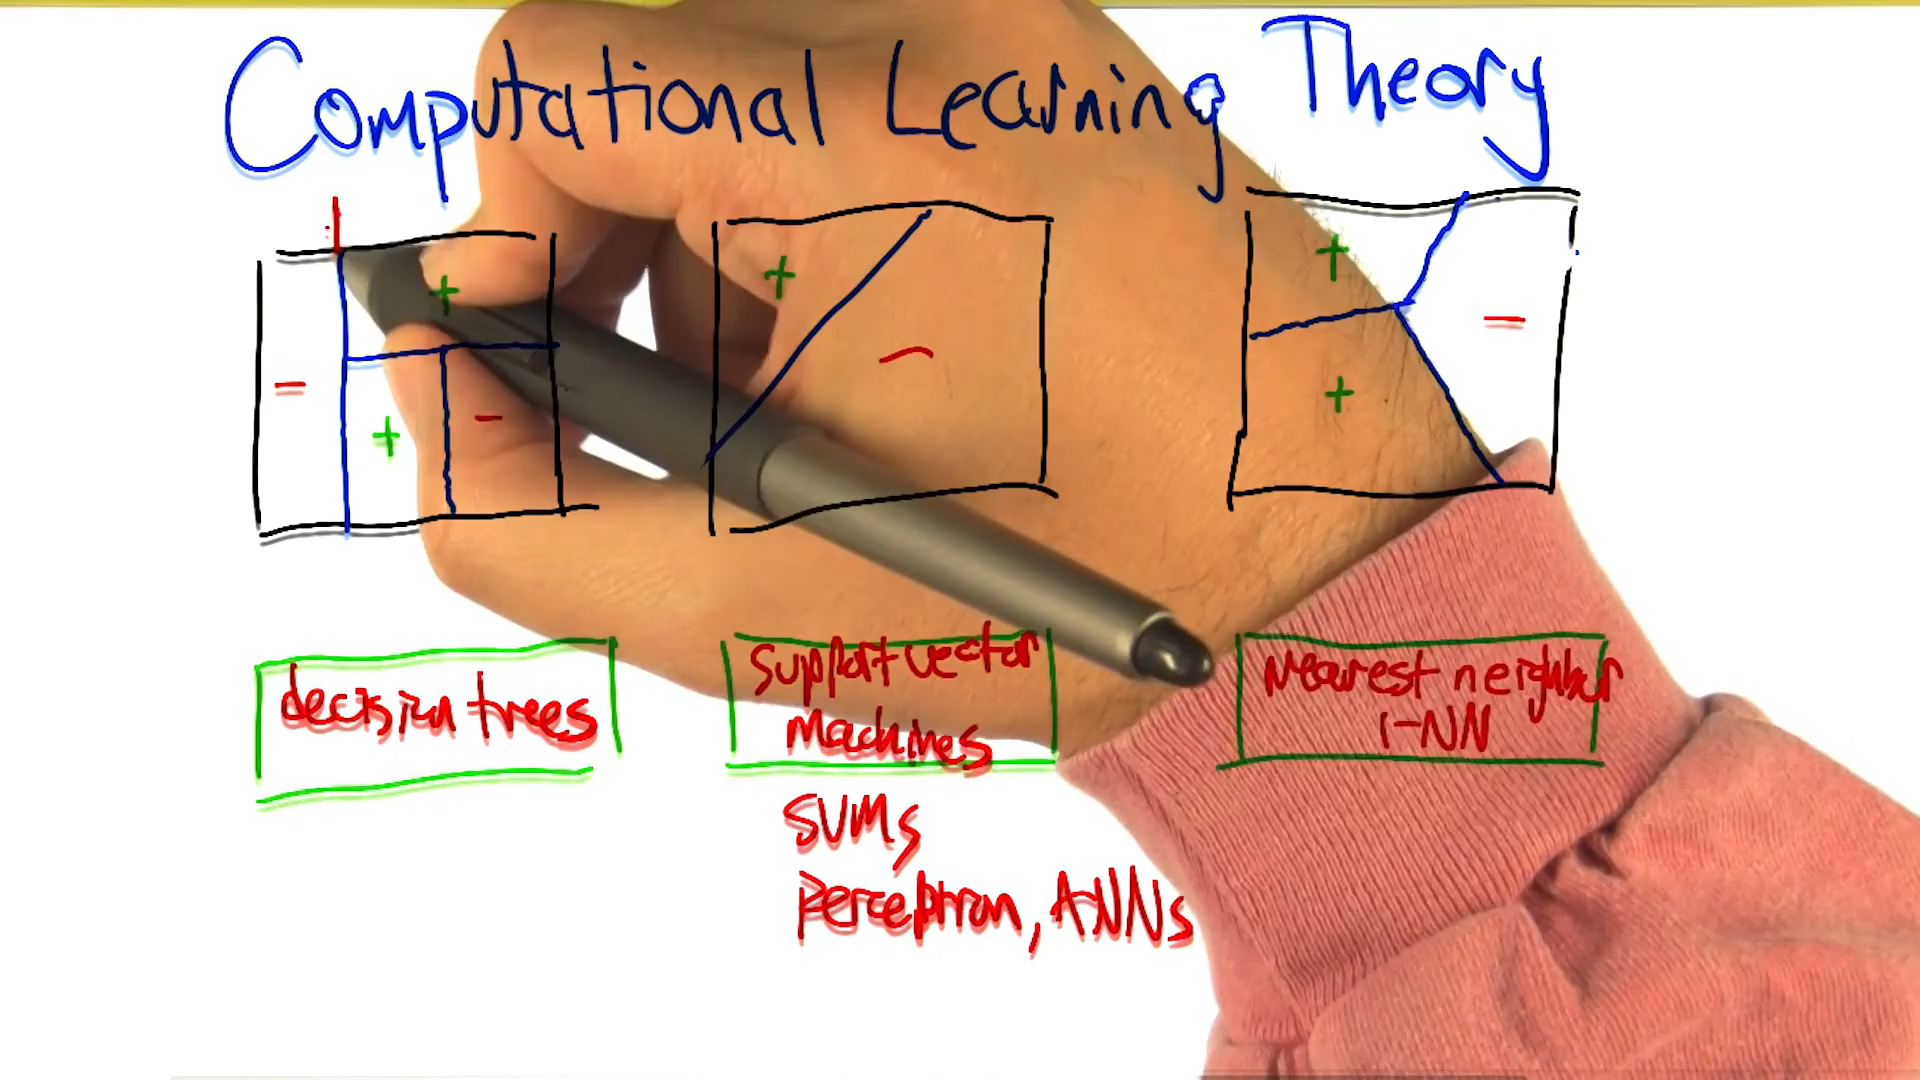 Computational Learning Theory
+ + - +
= - =
+ - +
decision trees
support vector
machines
Nearest neighbor
1-NN
SVMs
Perceptron, ANNs